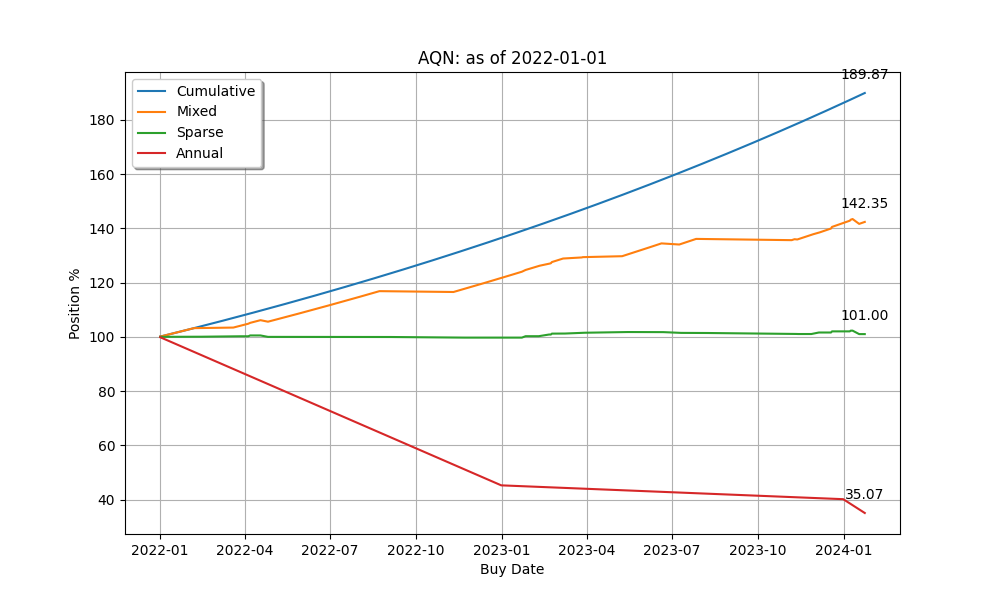 AQN: as of 2022-01-01
189.87
Cumulative
Mixed
Sparse
Annual
180
160
142.35
140
120
101.00
100
80
60
35.07
40
Position %
2022-01 2022-04 2022-07 2022-10 2023-01 2023-04 2023-07 2023-10 2024-01
Buy Date